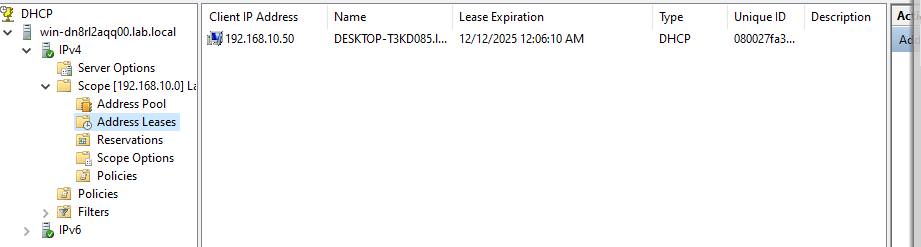 DHCP
win-dn8rl2aqq00.lab.local
IPv4
Server Options
Scope [192.168.10.0] La
Address Pool
Address Leases
Reservations
Scope Options
Policies
Policies
Filters
IPv6
Client IP Address Name Lease Expiration Type Unique ID Description
192.168.10.50 DESKTOP-T3KD085.l... 12/12/2025 12:06:10 AM DHCP 080027fa3...
Actio
Add